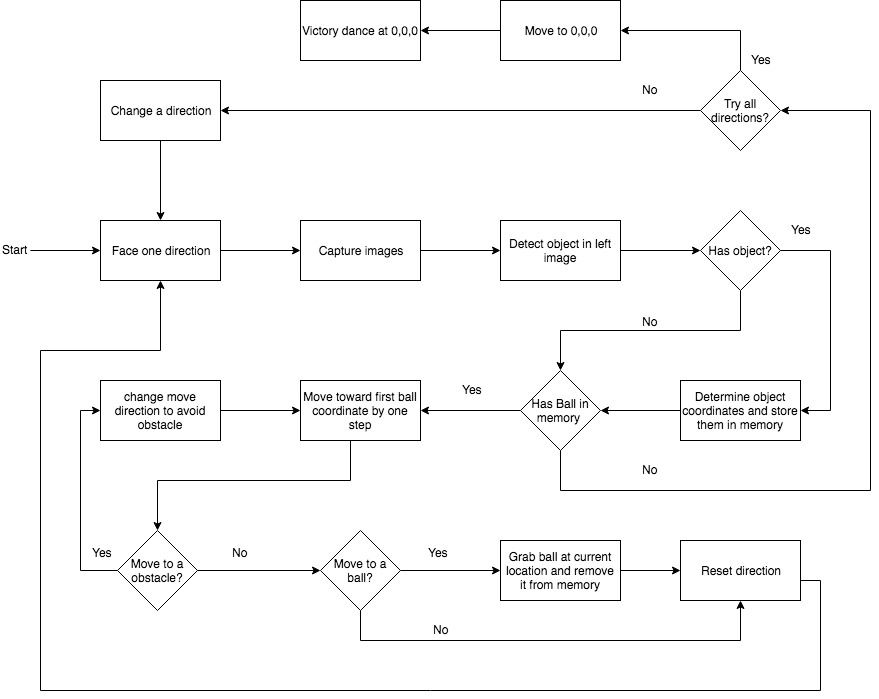 Victory dance at 0,0,0
Move to 0,0,0
Yes
No
Change a direction
Try all
directions?
Start
Face one direction
Capture images
Detect object in left
image
Has object?
Yes
No
change move
direction to avoid
obstacle
Move toward first ball
coordinate by one
step
Yes
Has Ball in
memory
Determine object
coordinates and store
them in memory
No
Yes
Move to a
obstacle?
No
Move to a
ball?
Yes
Grab ball at current
location and remove
it from memory
Reset direction
No